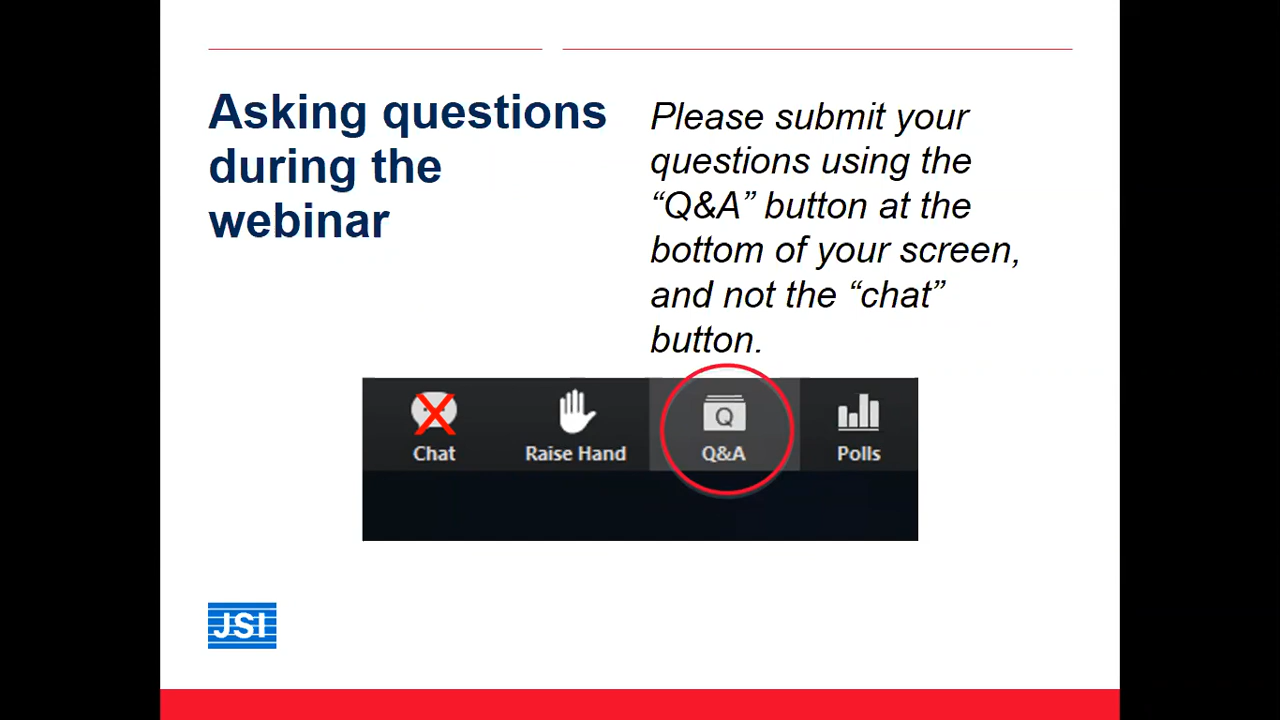 Asking questions
during the
webinar
Please submit your
questions using the
“Q&A” button at the
bottom of your screen,
and not the “chat”
button.
Chat
Raise Hand
Q
Q&A
Polls
JSI